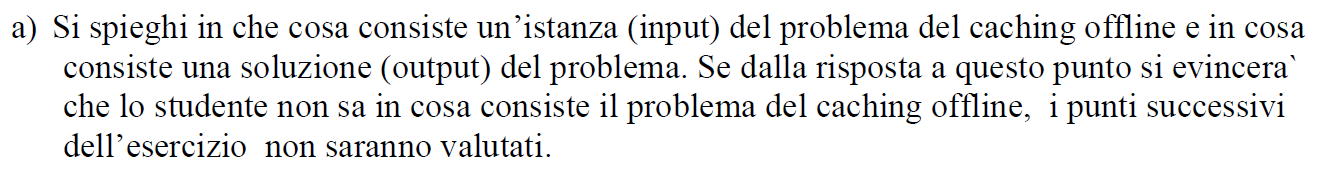 a) Si spieghi in che cosa consiste un’istanza (input) del problema del caching offline e in cosa
consiste una soluzione (output) del problema. Se dalla risposta a questo punto si evincera`
che lo studente non sa in cosa consiste il problema del caching offline, i punti successivi
dell’esercizio non saranno valutati.